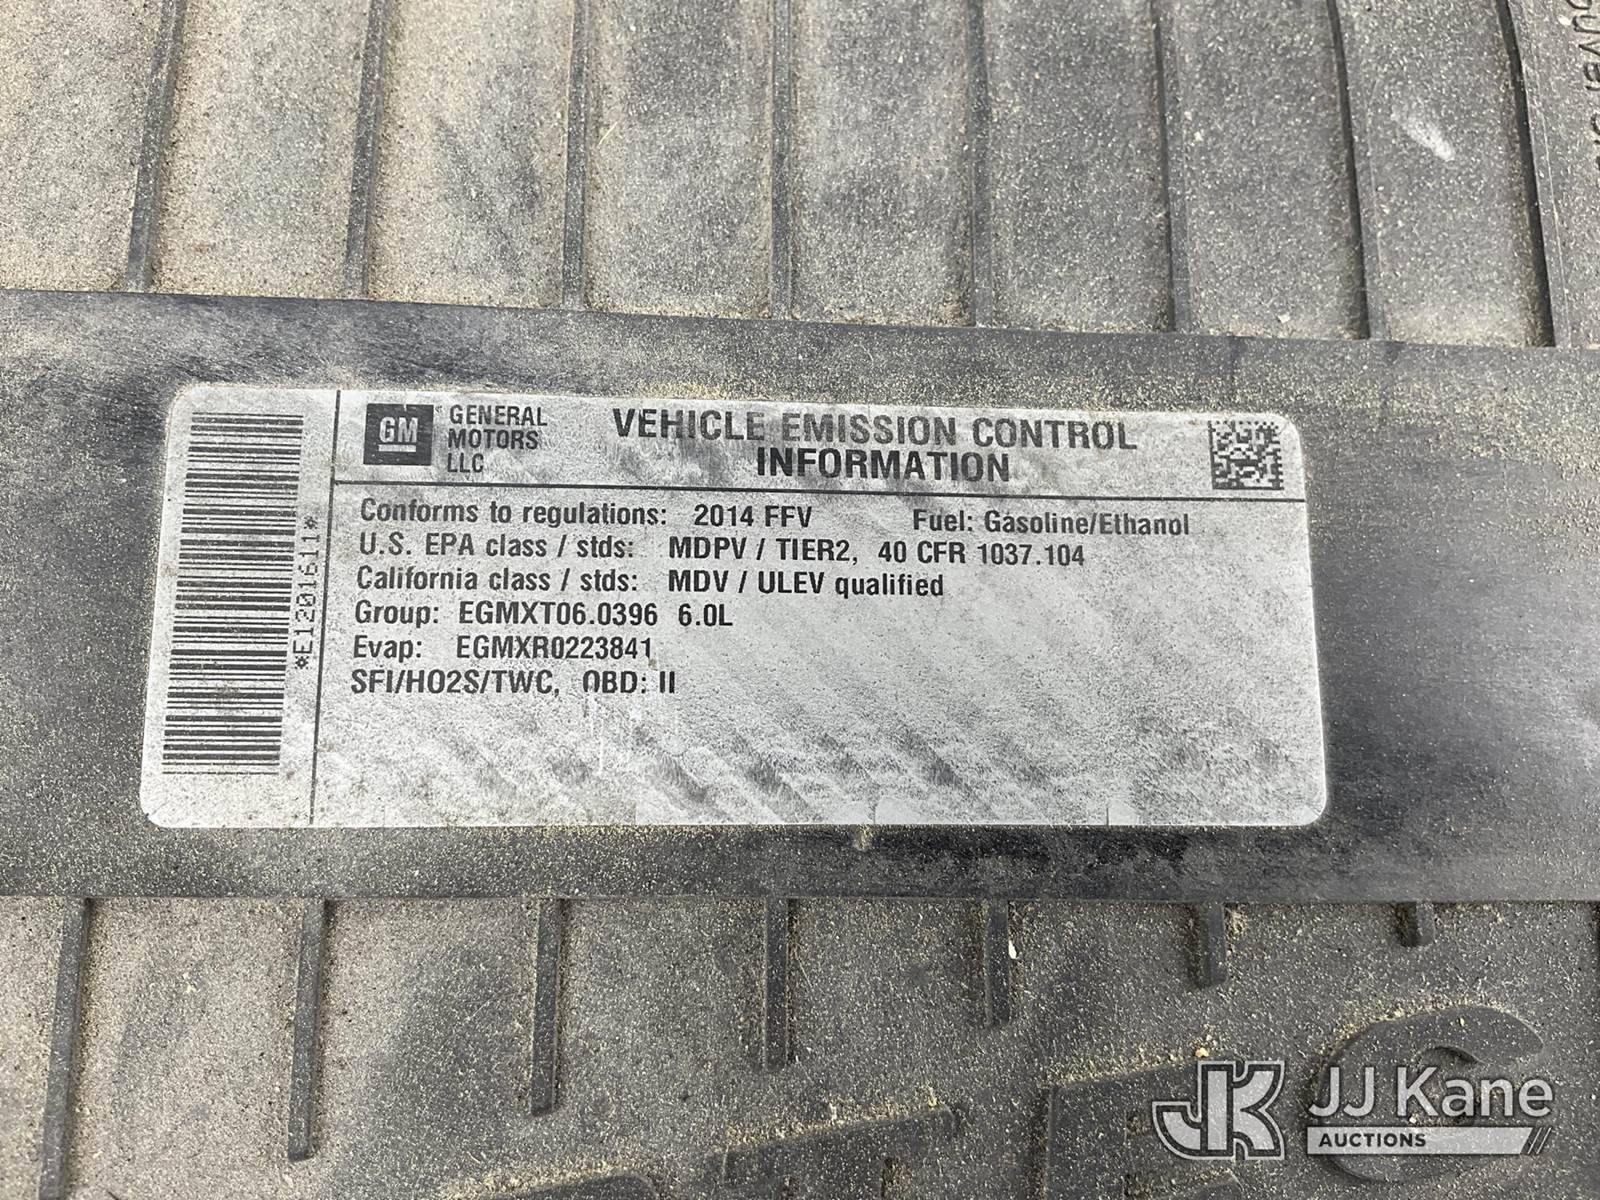 GM
GENERAL
MOTORS
LLC
VEHICLE EMISSION CONTROL
INFORMATION
Conforms to regulations: 2014 FFV Fuel: Gasoline/Ethanol
U.S. EPA class / stds: MDPV / TIER2, 40 CFR 1037.104
California class / stds: MDV / ULEV qualified
Group: EGMXT06.0396 6.0L
Evap: EGMXR0223841
SFI/HO2S/TWC, OBD: II
*E12016511*
JK
JJ Kane
AUCTIONS